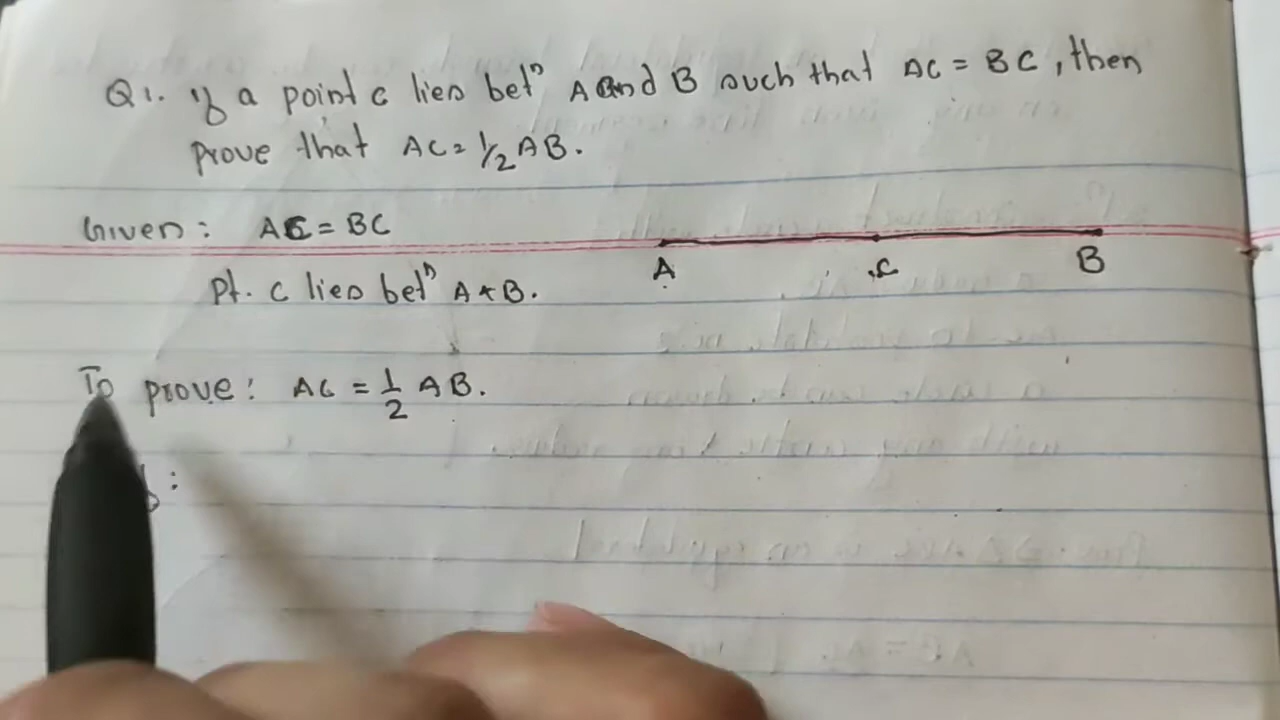 Q1. If a point C lies betⁿ A and B such that AC = BC, then
prove that AC = 1/2 AB.
Given: AC = BC
A C B
Pt. C lies betⁿ A & B.
To prove: AC = 1/2 AB.